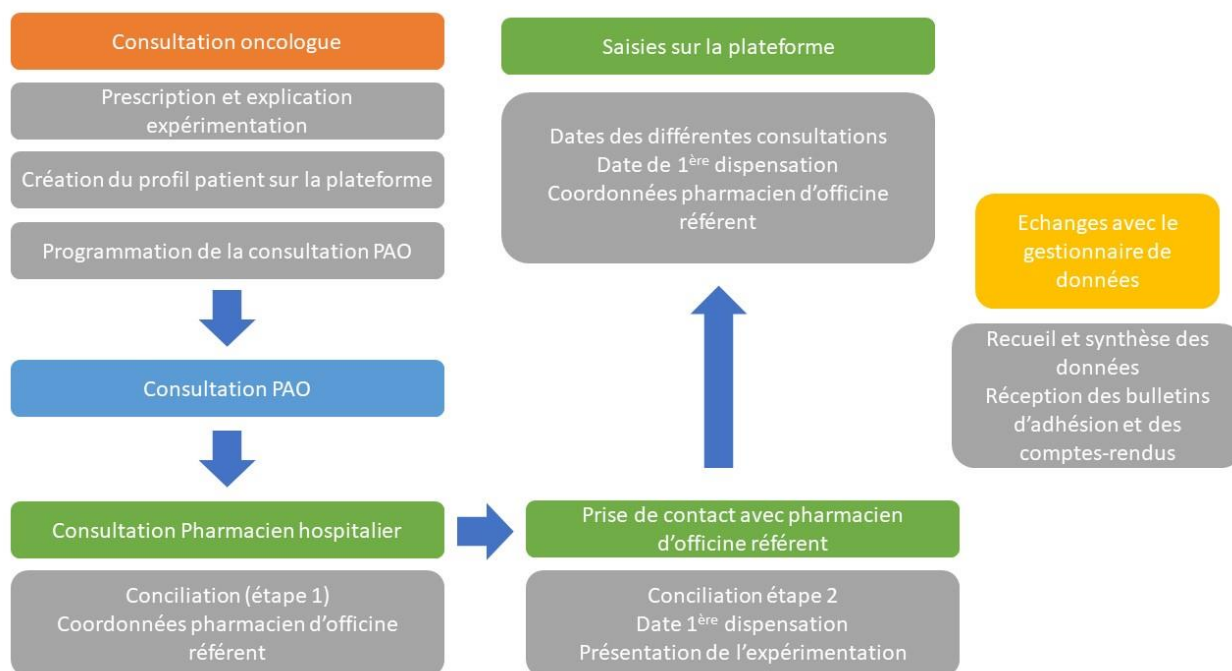 Consultation oncologue
Prescription et explication
expérimentation
Création du profil patient sur la plateforme
Programmation de la consultation PAO
Consultation PAO
Consultation Pharmacien hospitalier
Conciliation (étape 1)
Coordonnées pharmacien d’officine
référent
Prise de contact avec pharmacien
d’officine référent
Conciliation étape 2
Date 1ère dispensation
Présentation de l’expérimentation
Saisies sur la plateforme
Dates des différentes consultations
Date de 1ère dispensation
Coordonnées pharmacien d’officine
référent
Echanges avec le
gestionnaire de
données
Recueil et synthèse des
données
Réception des bulletins
d’adhésion et des
comptes-rendus